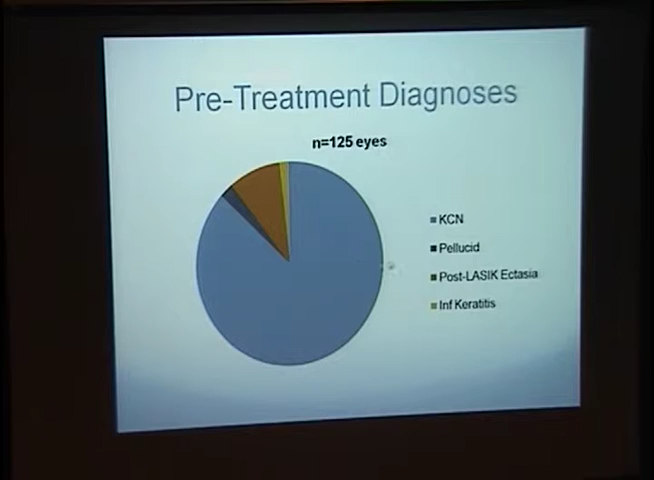 Pre-Treatment Diagnoses
n=125 eyes
KCN
Pellucid
Post-LASIK Ectasia
Inf Keratitis